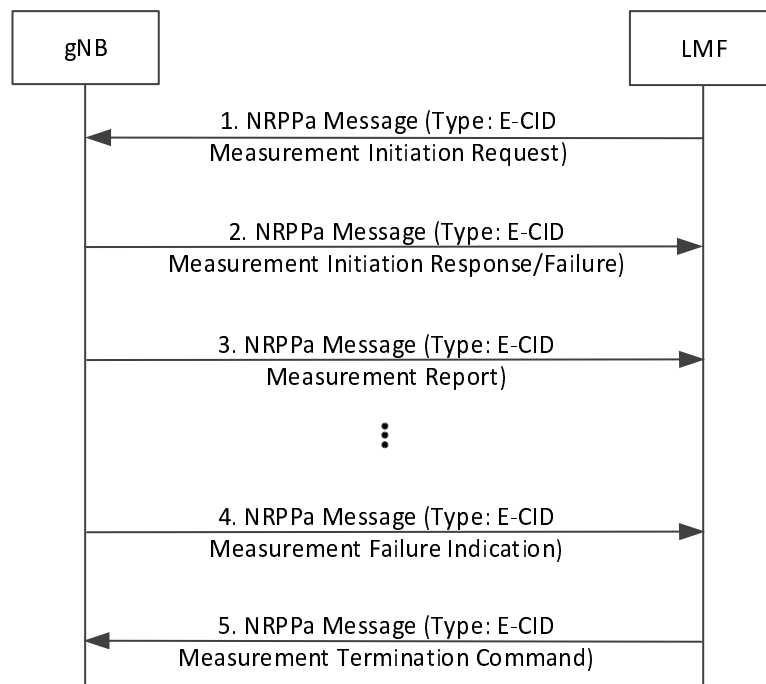 gNB
LMF
1. NRPPa Message (Type: E-CID
Measurement Initiation Request)
2. NRPPa Message (Type: E-CID
Measurement Initiation Response/Failure)
3. NRPPa Message (Type: E-CID
Measurement Report)
4. NRPPa Message (Type: E-CID
Measurement Failure Indication)
5. NRPPa Message (Type: E-CID
Measurement Termination Command)